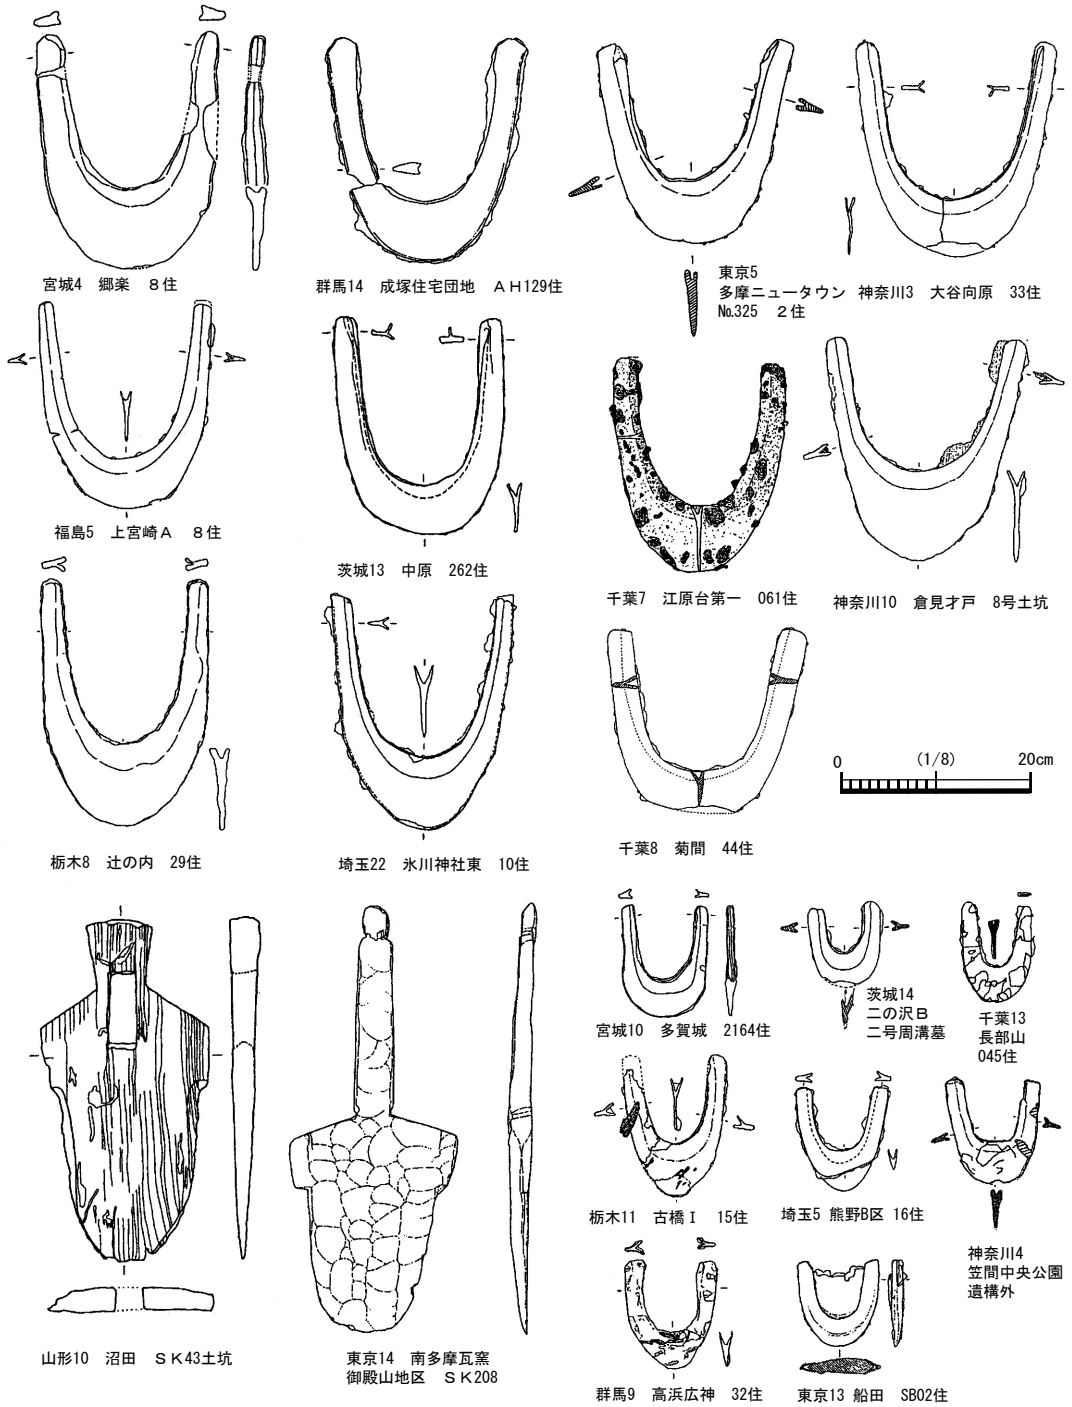 宮城4　郷楽　８住
群馬14　成塚住宅団地　ＡＨ129住
東京5
多摩ニュータウン
№325　２住
神奈川3　大谷向原　33住
福島5　上宮崎Ａ　８住
茨城13　中原　262住
千葉7　江原台第一　061住
神奈川10　倉見才戸　8号土坑
栃木8　辻の内　29住
埼玉22　氷川神社東　10住
千葉8　菊間　44住
0　(1/8)　20cm
宮城10　多賀城　2164住
茨城14
二の沢Ｂ
二号周溝墓
千葉13
長部山
045住
栃木11　古橋Ⅰ　15住
埼玉5 熊野B区 16住
神奈川4
笠間中央公園
遺構外
山形10　沼田　ＳＫ43土坑
東京14　南多摩瓦窯
御殿山地区　ＳＫ208
群馬9　高浜広神　32住
東京13 船田　SB02住